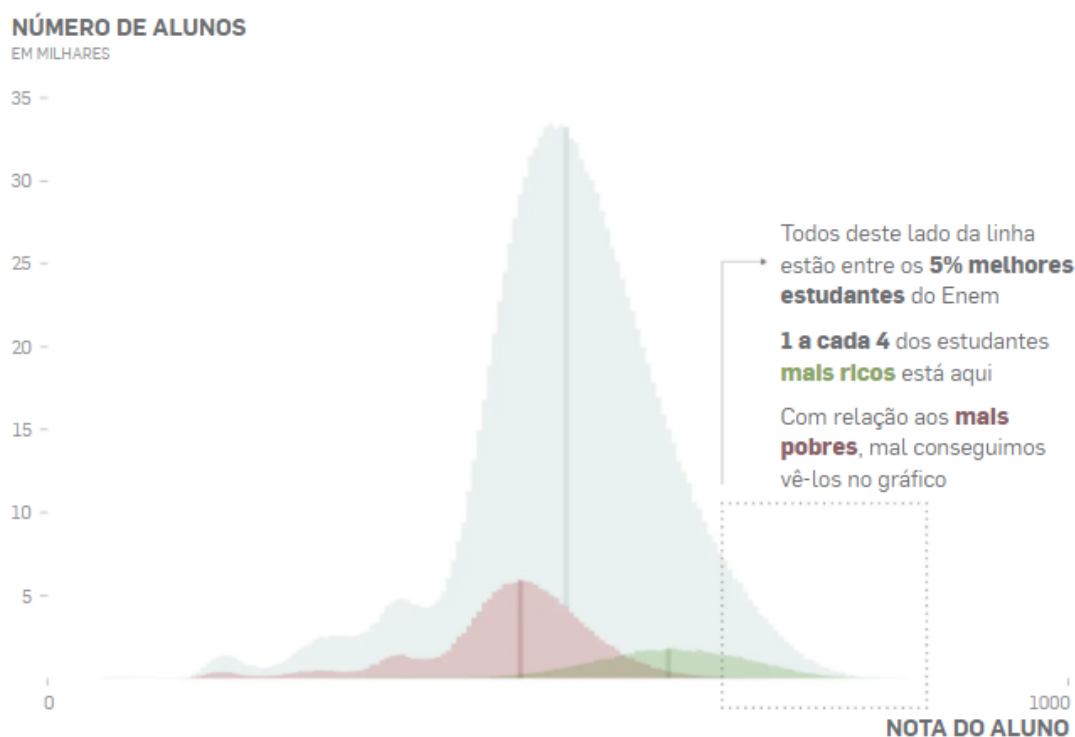 NÚMERO DE ALUNOS
EM MILHARES
35
30
25
20
15
10
5
Todos deste lado da linha
estão entre os 5% melhores
estudantes do Enem
1 a cada 4 dos estudantes
mais ricos está aqui
Com relação aos mais
pobres, mal conseguimos
vê-los no gráfico
0
1000
NOTA DO ALUNO